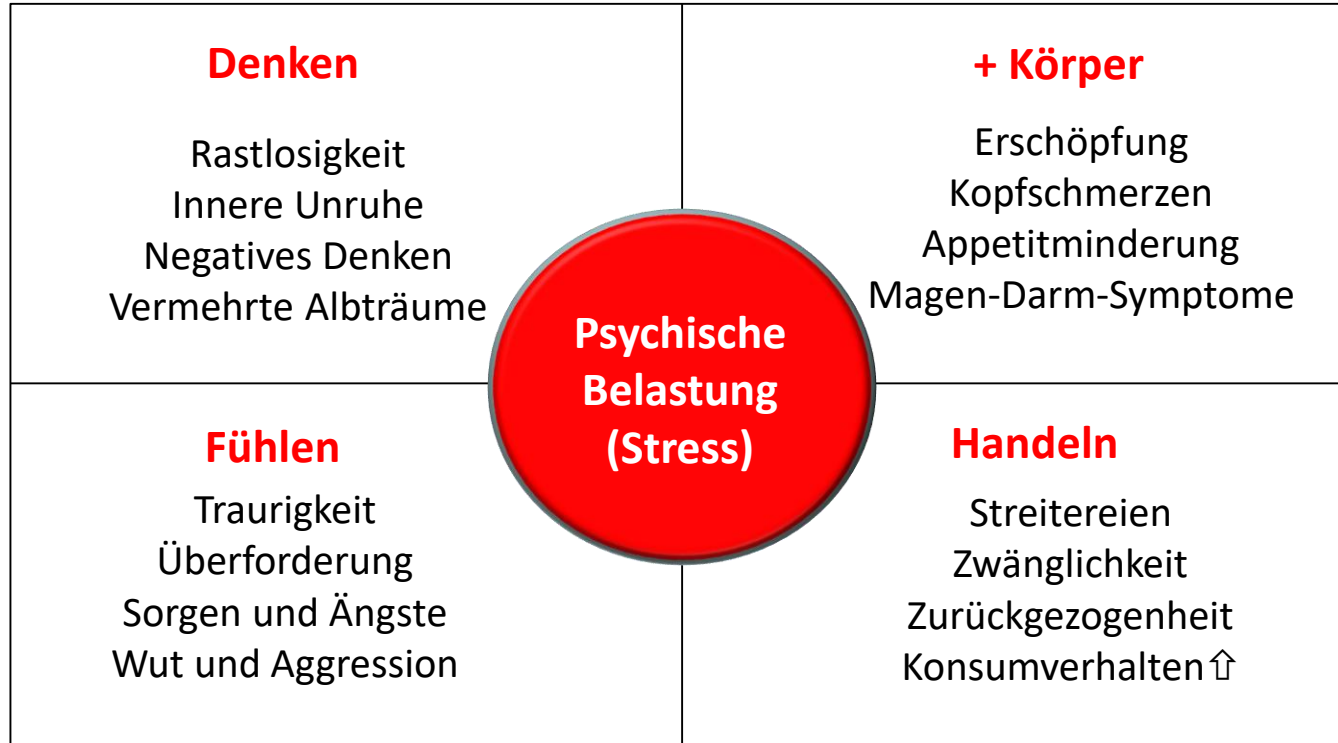 Denken
Rastlosigkeit
Innere Unruhe
Negatives Denken
Vermehrte Albträume
+ Körper
Erschöpfung
Kopfschmerzen
Appetitminderung
Magen-Darm-Symptome
Psychische
Belastung
(Stress)
Fühlen
Traurigkeit
Überforderung
Sorgen und Ängste
Wut und Aggression
Handeln
Streitereien
Zwänglichkeit
Zurückgezogenheit
Konsumverhalten⇧